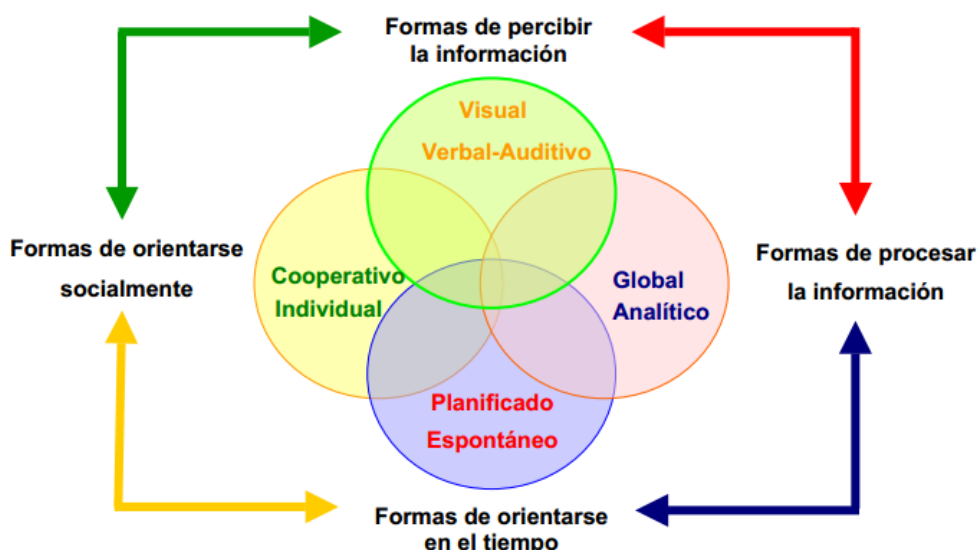 Formas de percibir
la información
Visual
Verbal-Auditivo
Formas de orientarse
socialmente
Cooperativo
Individual
Global
Analítico
Formas de procesar
la información
Planificado
Espontáneo
Formas de orientarse
en el tiempo